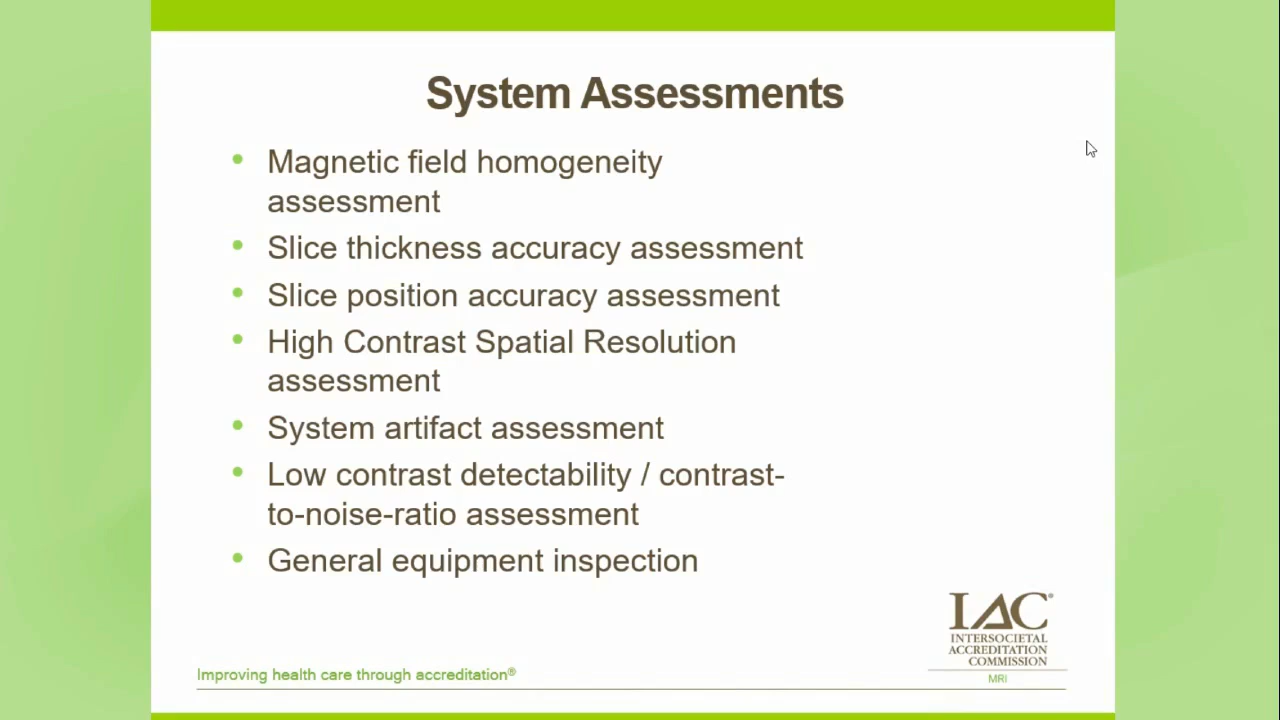 System Assessments
• Magnetic field homogeneity
assessment
• Slice thickness accuracy assessment
• Slice position accuracy assessment
• High Contrast Spatial Resolution
assessment
• System artifact assessment
• Low contrast detectability / contrast-
to-noise-ratio assessment
• General equipment inspection
IAC®
INTERSOCIETAL
ACCREDITATION
COMMISSION
MRI
Improving health care through accreditation®